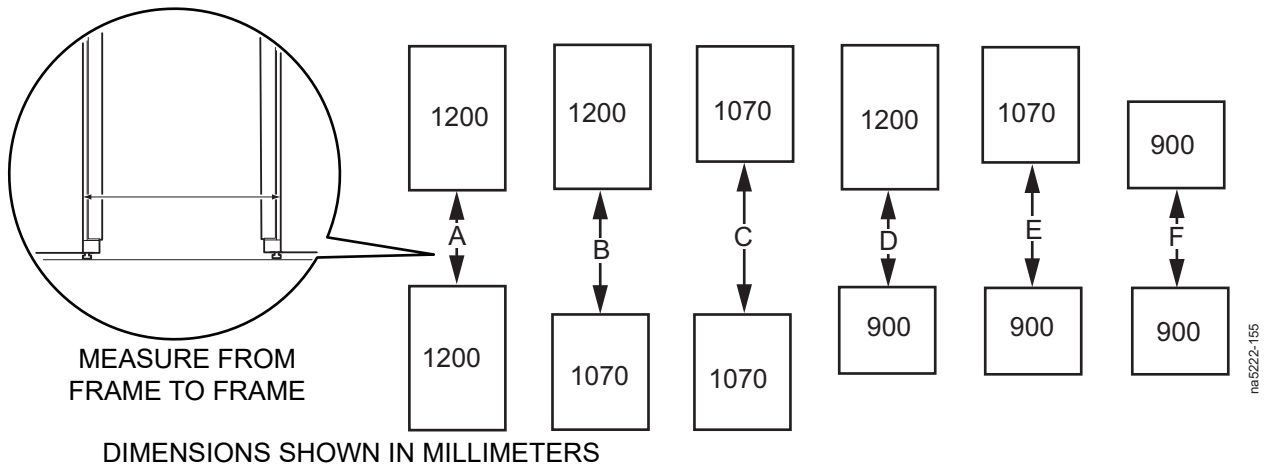 1200
1200
1070
1200
1070
900
A
B
C
D
E
F
1200
1070
1070
900
900
900
MEASURE FROM
FRAME TO FRAME
DIMENSIONS SHOWN IN MILLIMETERS
na5222-155